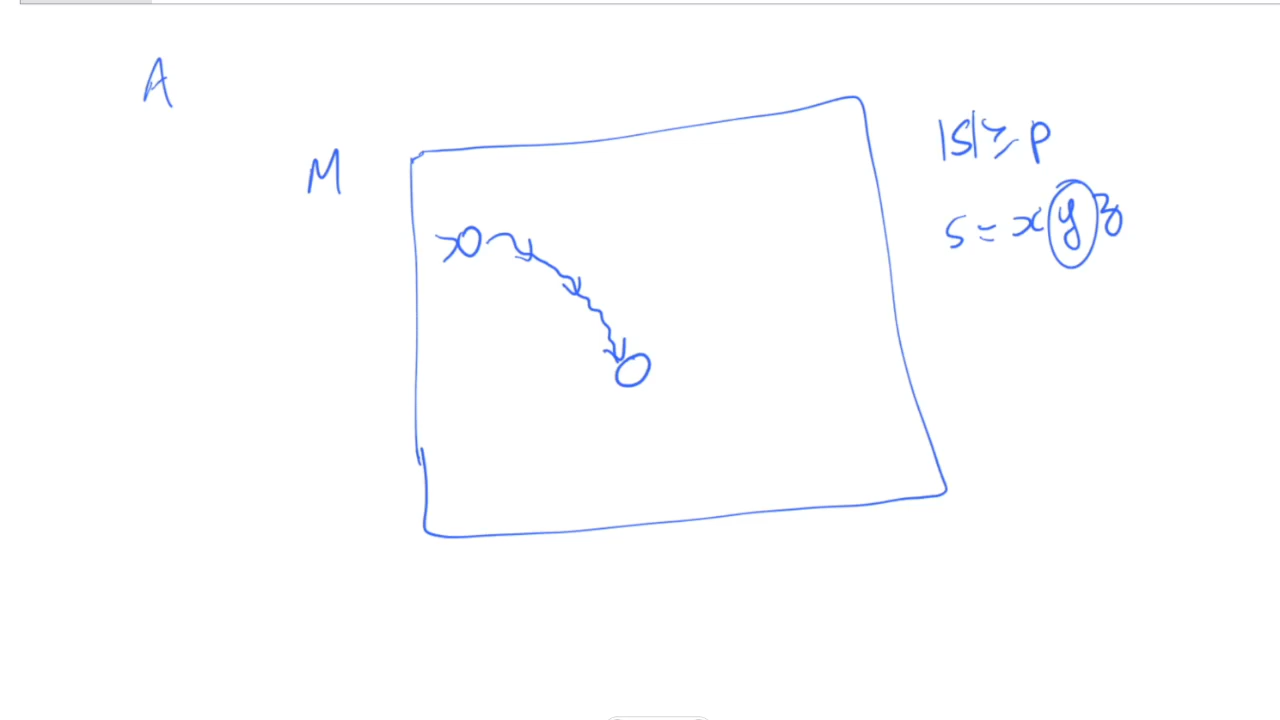 A
M
|S| ≥ p
S = xyz